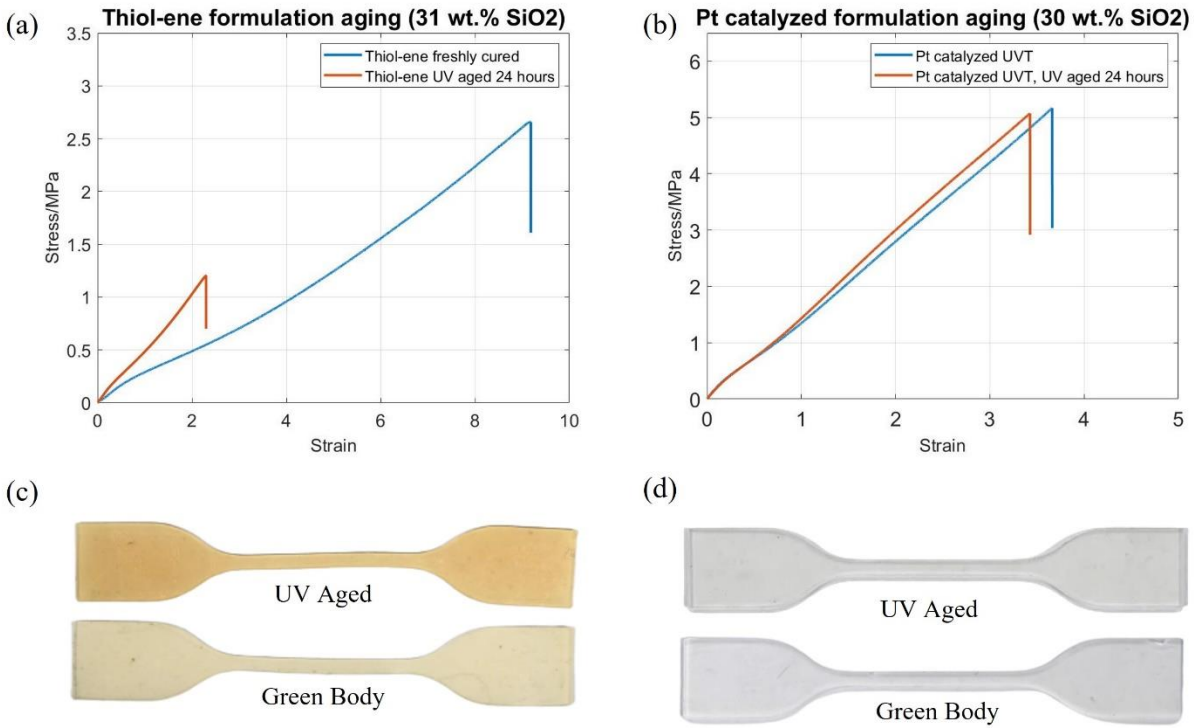 (a)
Thiol-ene formulation aging (31 wt.% SiO2)
Thiol-ene freshly cured
Thiol-ene UV aged 24 hours
Stress/MPa
3.5
3
2.5
2
1.5
1
0.5
0
0 2 4 6 8 10
Strain
(b)
Pt catalyzed formulation aging (30 wt.% SiO2)
Pt catalyzed UVT
Pt catalyzed UVT, UV aged 24 hours
Stress/MPa
6
5
4
3
2
1
0
0 1 2 3 4 5
Strain
(c)
UV Aged
Green Body
(d)
UV Aged
Green Body